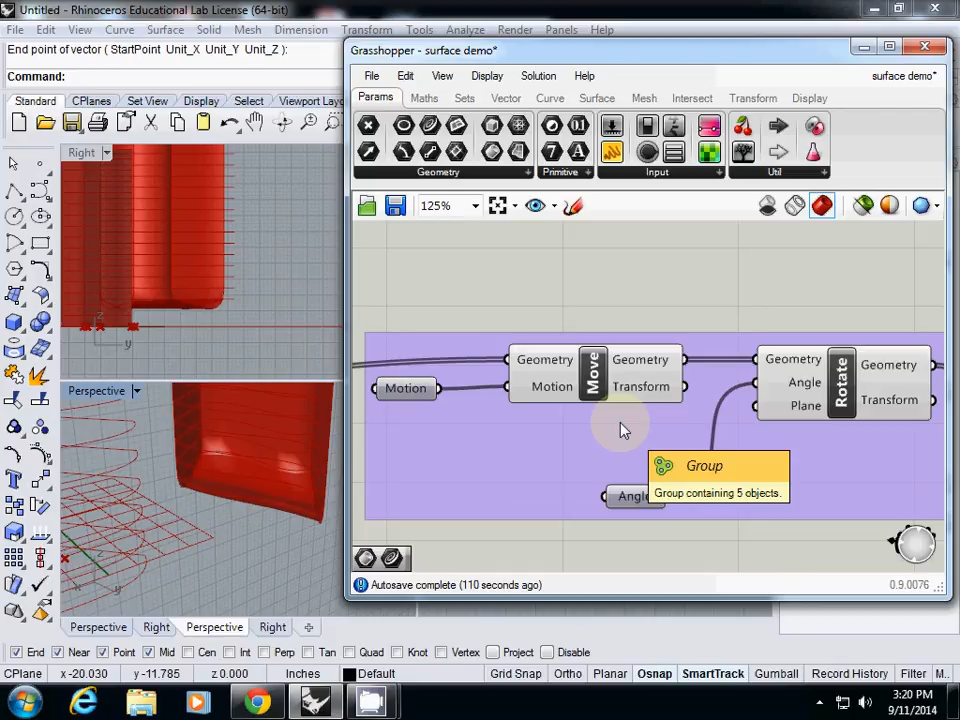 Untitled - Rhinoceros Educational Lab License (64-bit)
File Edit View Curve Surface Solid Mesh Dimension Transform Tools Analyze Render Panels Help
End point of vector ( StartPoint Unit_X Unit_Y Unit_Z ):
Command:
Standard CPlanes Set View Display Select Viewport Layo
Right
z
y
Perspective
x y
Grasshopper - surface demo*
File Edit View Display Solution Help surface demo*
Params Maths Sets Vector Curve Surface Mesh Intersect Transform Display
Geometry Primitive Input Util
125%
Geometry Move Geometry
Motion Motion Transform
Geometry Rotate Geometry
Angle
Plane Transform
Group
Group containing 5 objects.
Angle
Autosave complete (110 seconds ago) 0.9.0076
Perspective Right Perspective Right
End Near Point Mid Cen Int Perp Tan Quad Knot Vertex Project Disable
CPlane x -20.030 y -11.785 z 0.000 Inches Default Grid Snap Ortho Planar Osnap SmartTrack Gumball Record History Filter M..
3:20 PM
9/11/2014